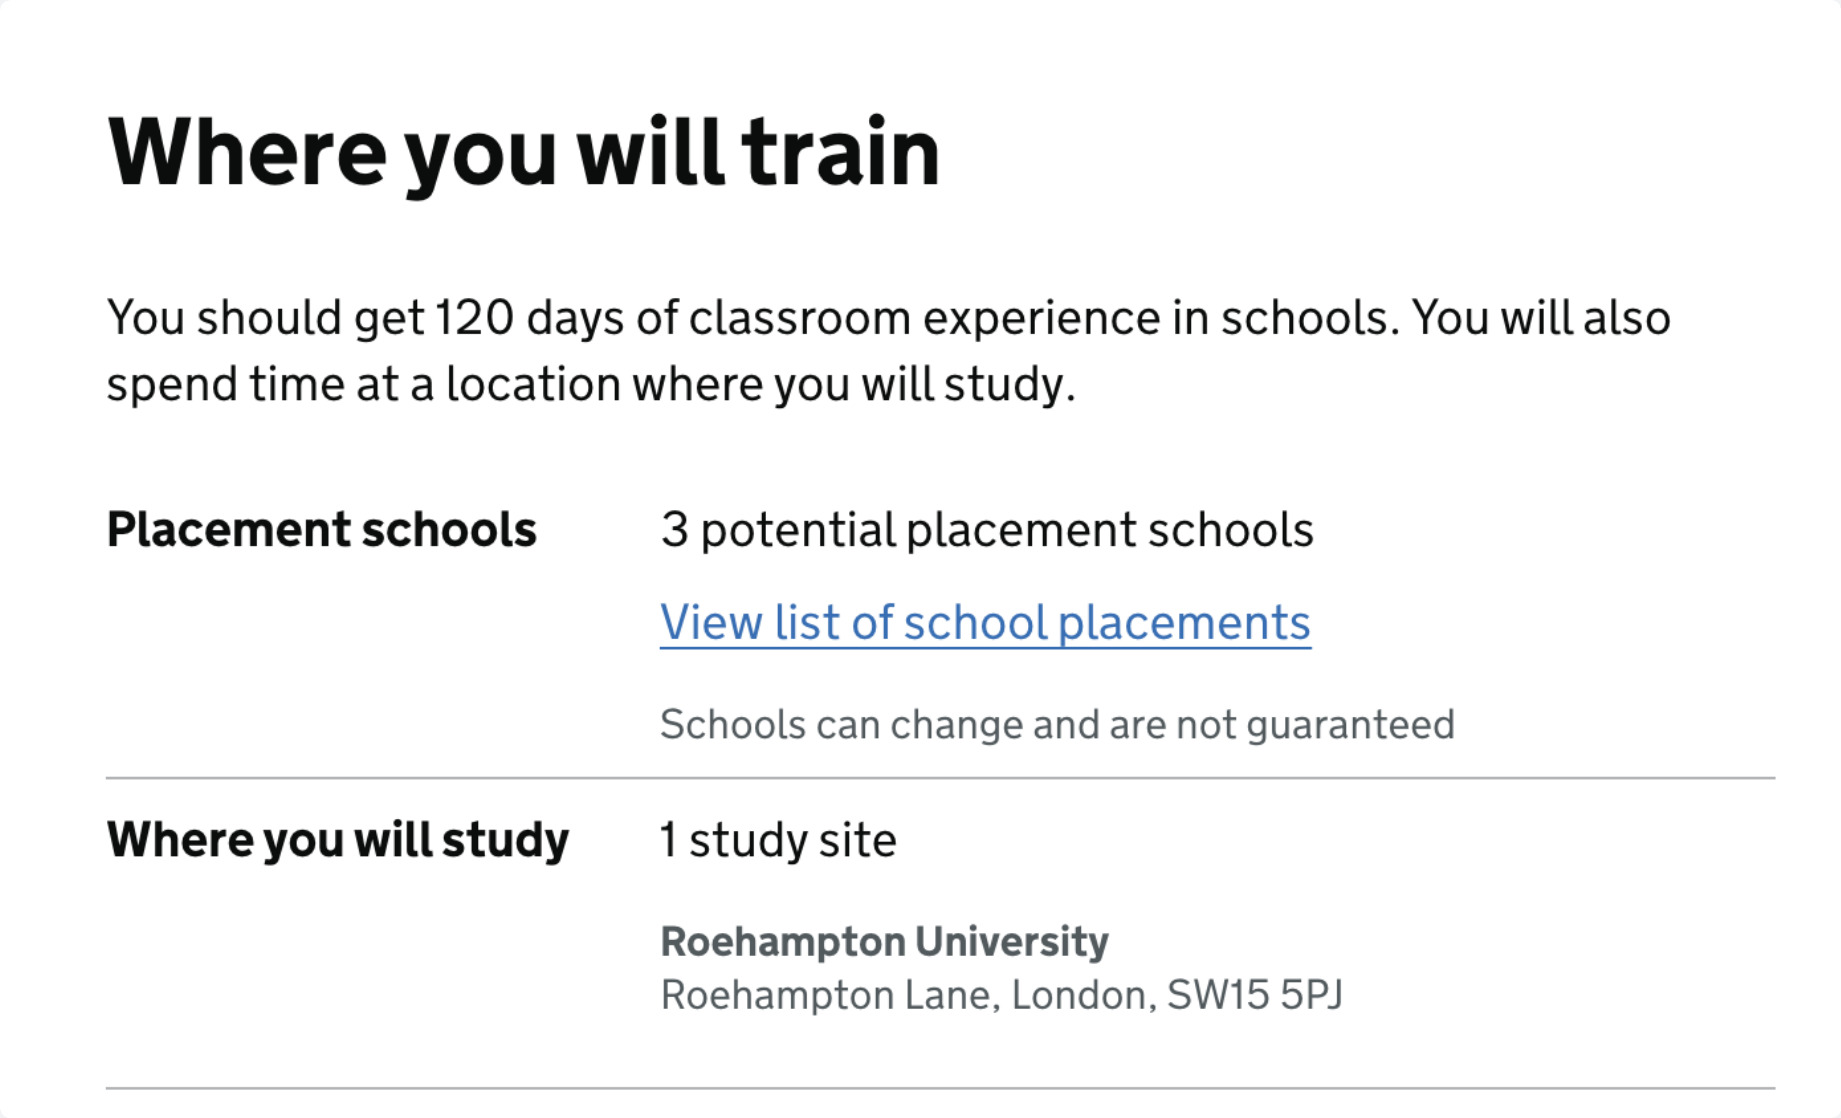 Where you will train
You should get 120 days of classroom experience in schools. You will also
spend time at a location where you will study.
Placement schools
3 potential placement schools
View list of school placements
Schools can change and are not guaranteed
Where you will study
1 study site
Roehampton University
Roehampton Lane, London, SW15 5PJ